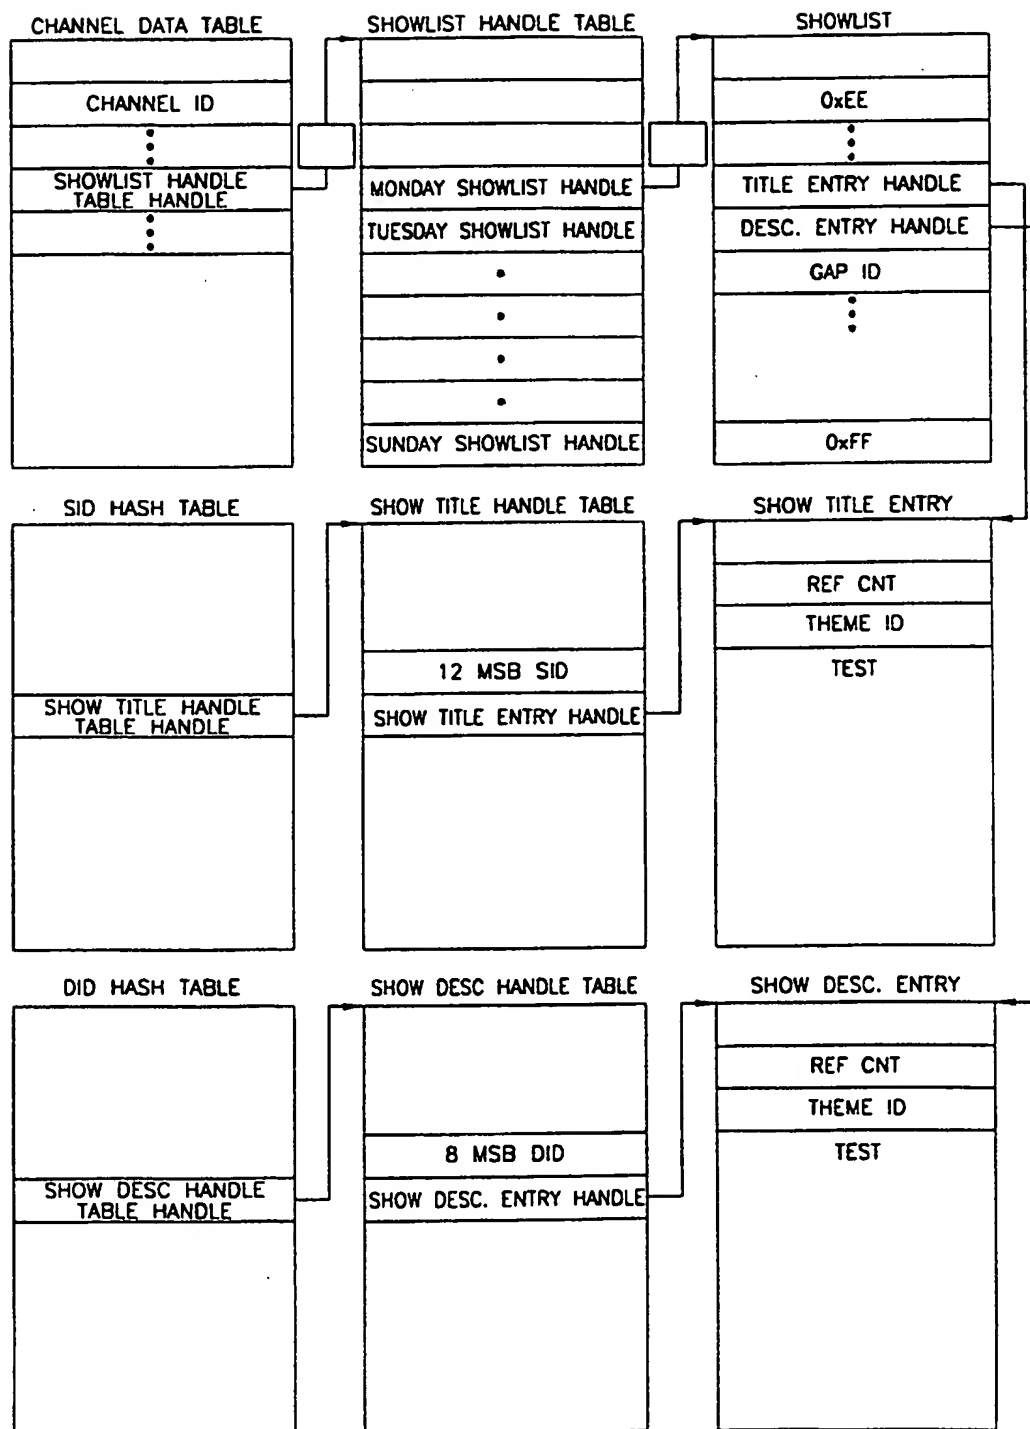 CHANNEL DATA TABLE
CHANNEL ID
SHOWLIST HANDLE
TABLE HANDLE
SHOWLIST HANDLE TABLE
MONDAY SHOWLIST HANDLE
TUESDAY SHOWLIST HANDLE
SUNDAY SHOWLIST HANDLE
SHOWLIST
0xEE
TITLE ENTRY HANDLE
DESC. ENTRY HANDLE
GAP ID
0xFF
SID HASH TABLE
SHOW TITLE HANDLE
TABLE HANDLE
SHOW TITLE HANDLE TABLE
12 MSB SID
SHOW TITLE ENTRY HANDLE
SHOW TITLE ENTRY
REF CNT
THEME ID
TEST
DID HASH TABLE
SHOW DESC HANDLE
TABLE HANDLE
SHOW DESC HANDLE TABLE
8 MSB DID
SHOW DESC. ENTRY HANDLE
SHOW DESC. ENTRY
REF CNT
THEME ID
TEST